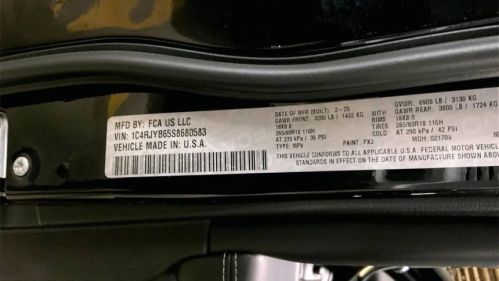 MFD BY: FCA US LLC
VIN: 1C4RJYB65S8680583
VEHICLE MADE IN: U.S.A.
DATE OF MFR (BUILT): 2-25
GAWR FRONT: 3200 LB / 1452 KG
18X8.0
265/60R18 110H
AT 270 kPa / 36 PSI
TYPE: MPV PAINT: PXJ
GVWR: 6900 LB / 3130 KG
WITH GAWR REAR: 3800 LB / 1724 KG
RIMS 18X8.0
TIRES 265/60R18 110H
COLD AT 290 kPa / 42 PSI
MDH: 02170
THIS VEHICLE CONFORMS TO ALL APPLICABLE U.S.A. FEDERAL MOTOR VEHICLE
IN EFFECT ON THE DATE OF MANUFACTURE SHOWN ABOVE